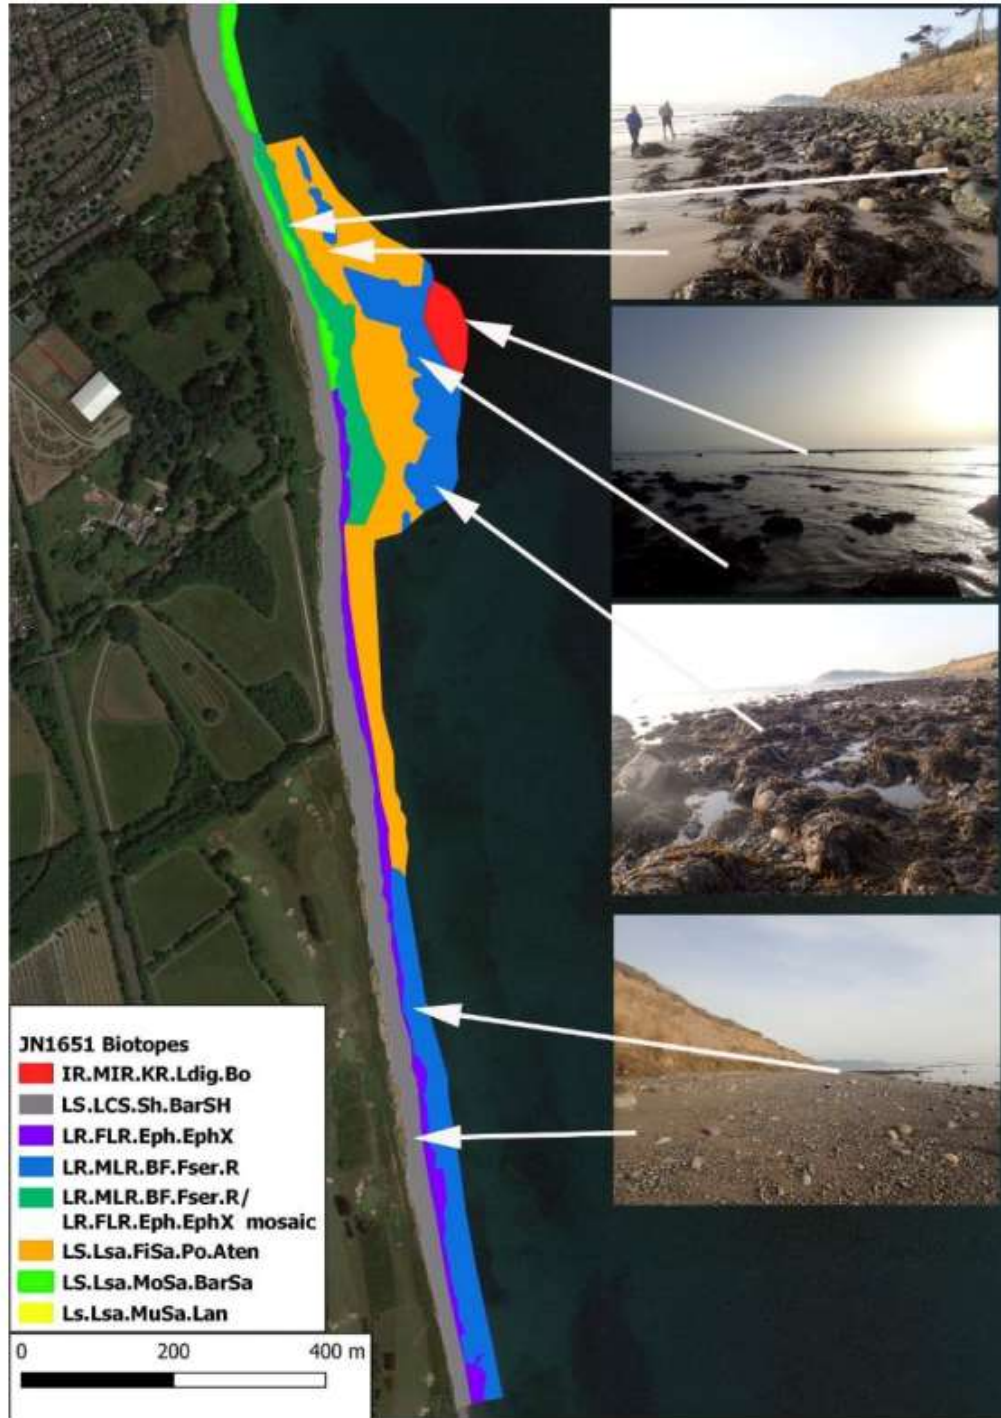 JN1651 Biotopes
IR.MIR.KR.Ldig.Bo
LS.LCS.Sh.BarSH
LR.FLR.Eph.EphX
LR.MLR.BF.Fser.R
LR.MLR.BF.Fser.R/
LR.FLR.Eph.EphX mosaic
LS.Lsa.FiSa.Po.Aten
LS.Lsa.MoSa.BarSa
Ls.Lsa.MuSa.Lan
0 200 400 m